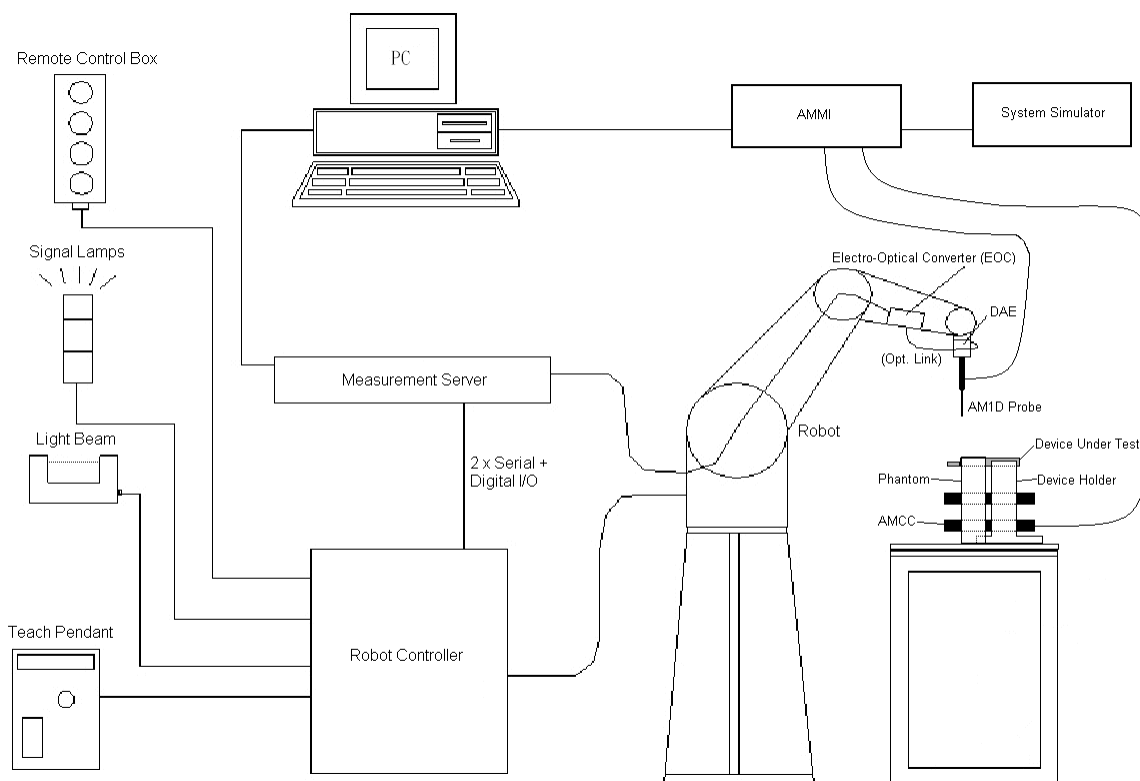 Remote Control Box
PC
AMMI
System Simulator
Signal Lamps
Electro-Optical Converter (EOC)
DAE
(Opt. Link)
Measurement Server
AM1D Probe
Light Beam
Robot
Device Under Test
2 x Serial +
Digital I/O
Phantom
Device Holder
AMCC
Teach Pendant
Robot Controller